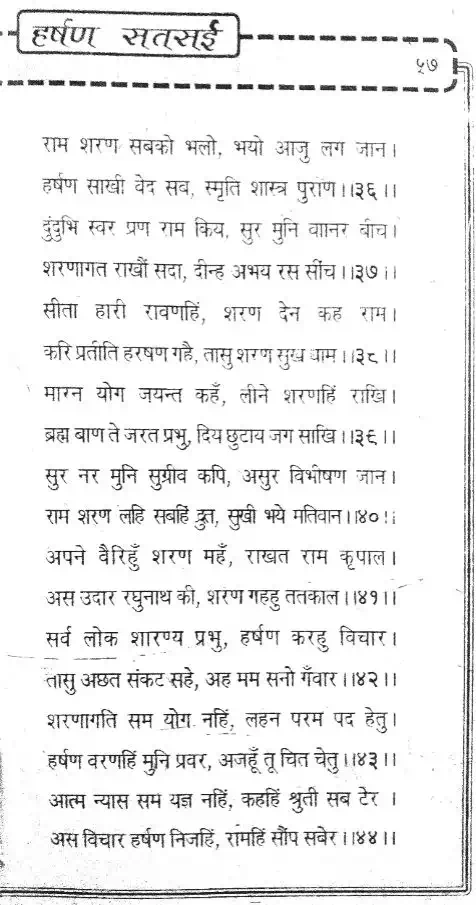 हर्षण सतसई
५७
राम शरण सबको भलो, भयो आजु लग जान।
हर्षण साखी वेद सव, स्मृति शास्त्र पुराण।।३६।।
दुंदुभि स्वर प्रण राम किय, सुर मुनि वाानर वीच।
शरणागत राखौं सदा, दीन्ह अभय रस सींच।।३७।।
सीता हारी रावणहिं, शरण देन कह राम।
करि प्रतीति हरषण गहै, तासु शरण सुख धाम।।३८।।
मारन योग जयन्त कहँ, लीने शरणहिं राखि।
ब्रह्म बाण ते जरत प्रभु, दिय छुटाय जग साखि।।३९।।
सुर नर मुनि सुग्रीव कपि, असुर विभीषण जान।
राम शरण लहि सबहिं द्रुत, सुखी भये मतिवान।।४०।।
अपने वैरिहुँ शरण महँ, राखत राम कृपाल।
अस उदार रघुनाथ की, शरण गहहु ततकाल।।४१।।
सर्व लोक शारण्य प्रभु, हर्षण करहु विचार।
तासु अछत संकट सहे, अह मम सनो गँवार।।४२।।
शरणागति सम योग नहिं, लहन परम पद हेतु।
हर्षण वरणहिं मुनि प्रवर, अजहूँ तू चित चेतु।।४३।।
आत्म न्यास सम यज्ञ नहिं, कहहिं श्रुती सब टेर ।
अस विचार हर्षण निजहिं, रामहिं सौंप सवेर।।४४।।